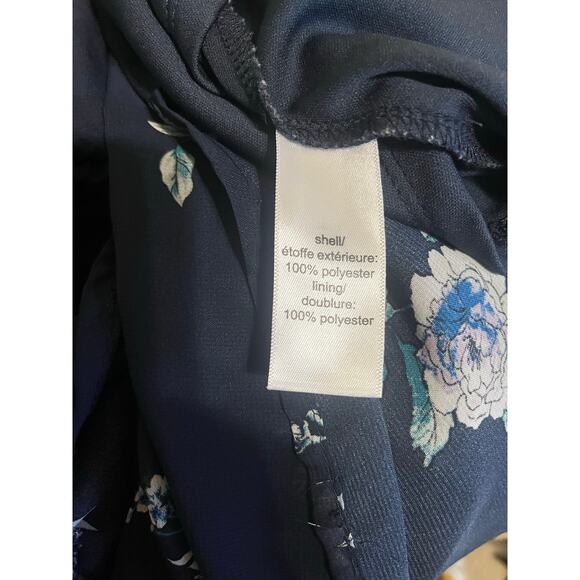 shell/
étoffe extérieure:
100% polyester
lining/
doublure:
100% polyester